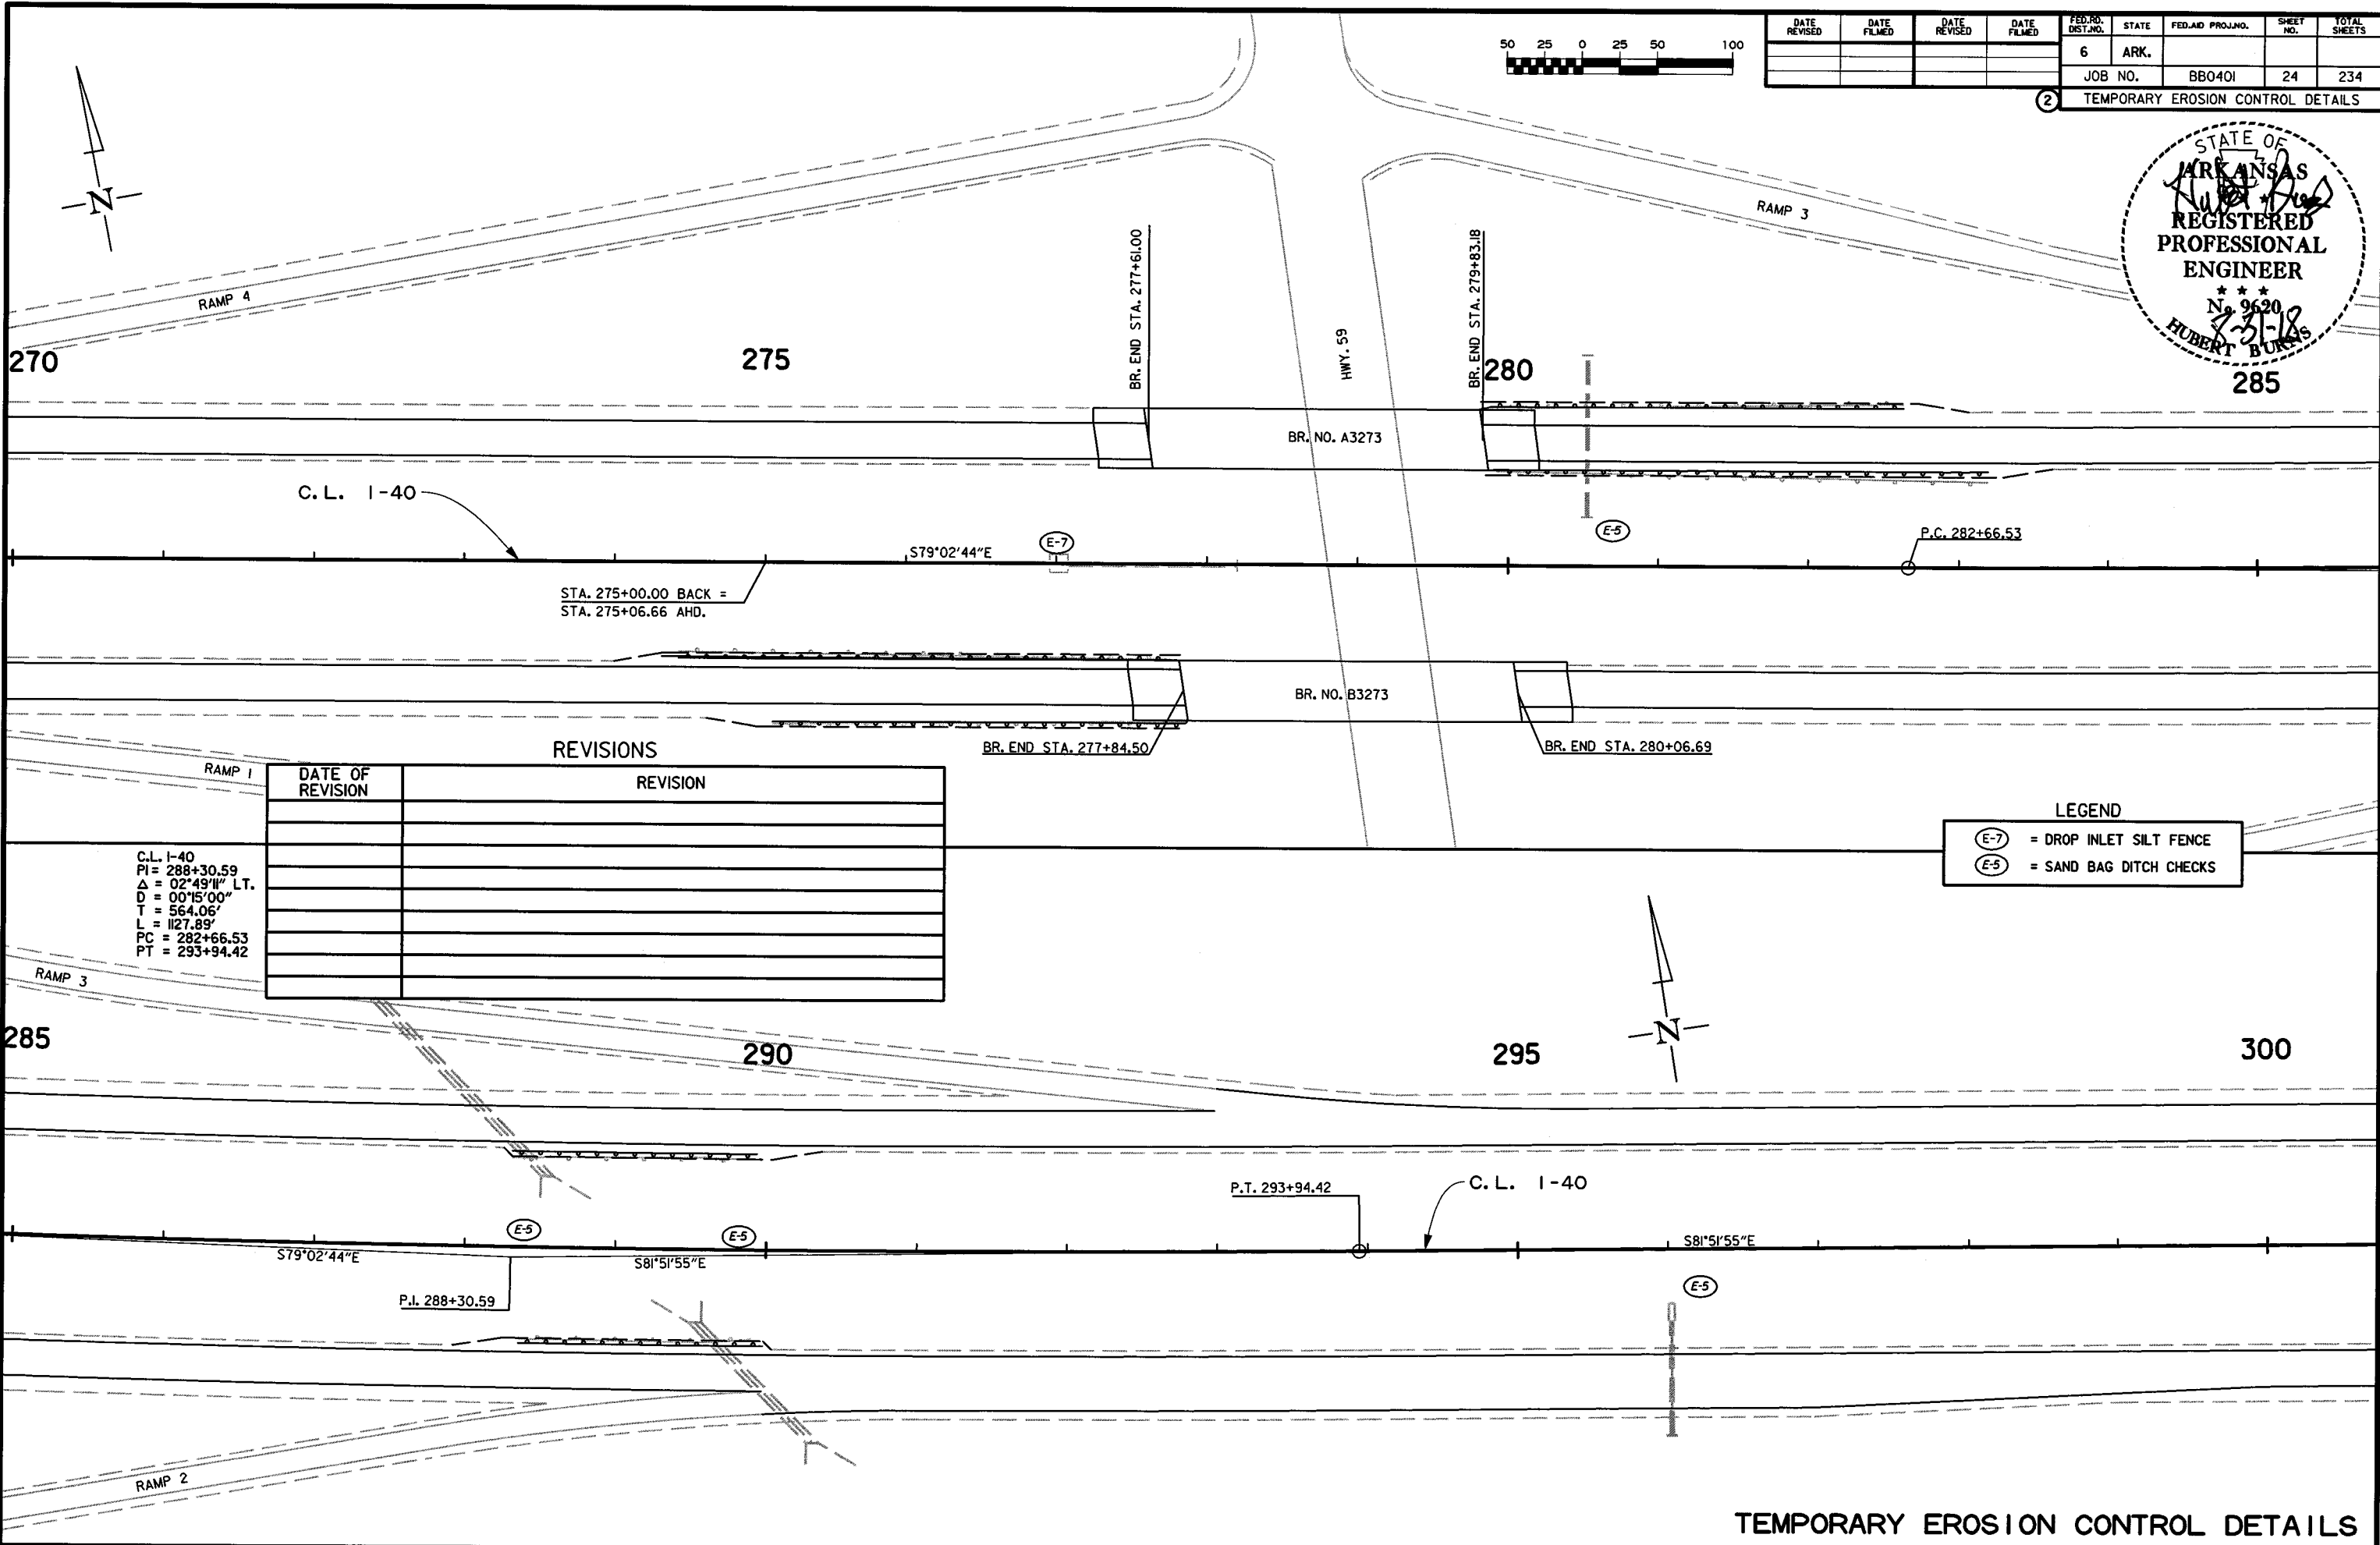 50 25 0 25 50 100
DATE REVISED
DATE FILMED
DATE REVISED
DATE FILMED
FED.RD. DIST.NO.
STATE
FED.AID PROJ.NO.
SHEET NO.
TOTAL SHEETS
6 ARK.
JOB NO. BB0401 24 234
2 TEMPORARY EROSION CONTROL DETAILS
STATE OF
ARKANSAS
REGISTERED
PROFESSIONAL
ENGINEER
* * *
No. 9620
8-31-18
HUBERT BURNS
N
RAMP 4
RAMP 3
BR. END STA. 277+61.00
BR. END STA. 279+83.18
HWY. 59
270
275
280
285
BR. NO. A3273
C.L. I-40
S79°02'44"E
E-7
E-5
P.C. 282+66.53
STA. 275+00.00 BACK =
STA. 275+06.66 AHD.
BR. NO. B3273
BR. END STA. 277+84.50
BR. END STA. 280+06.69
RAMP 1
REVISIONS
DATE OF REVISION
REVISION
LEGEND
E-7 = DROP INLET SILT FENCE
E-5 = SAND BAG DITCH CHECKS
C.L. I-40
PI = 288+30.59
Δ = 02°49'11" LT.
D = 00°15'00"
T = 564.06'
L = 1127.89'
PC = 282+66.53
PT = 293+94.42
RAMP 3
N
285
290
295
300
P.T. 293+94.42
C.L. I-40
E-5
E-5
S79°02'44"E
S81°51'55"E
S81°51'55"E
P.I. 288+30.59
E-5
RAMP 2
TEMPORARY EROSION CONTROL DETAILS